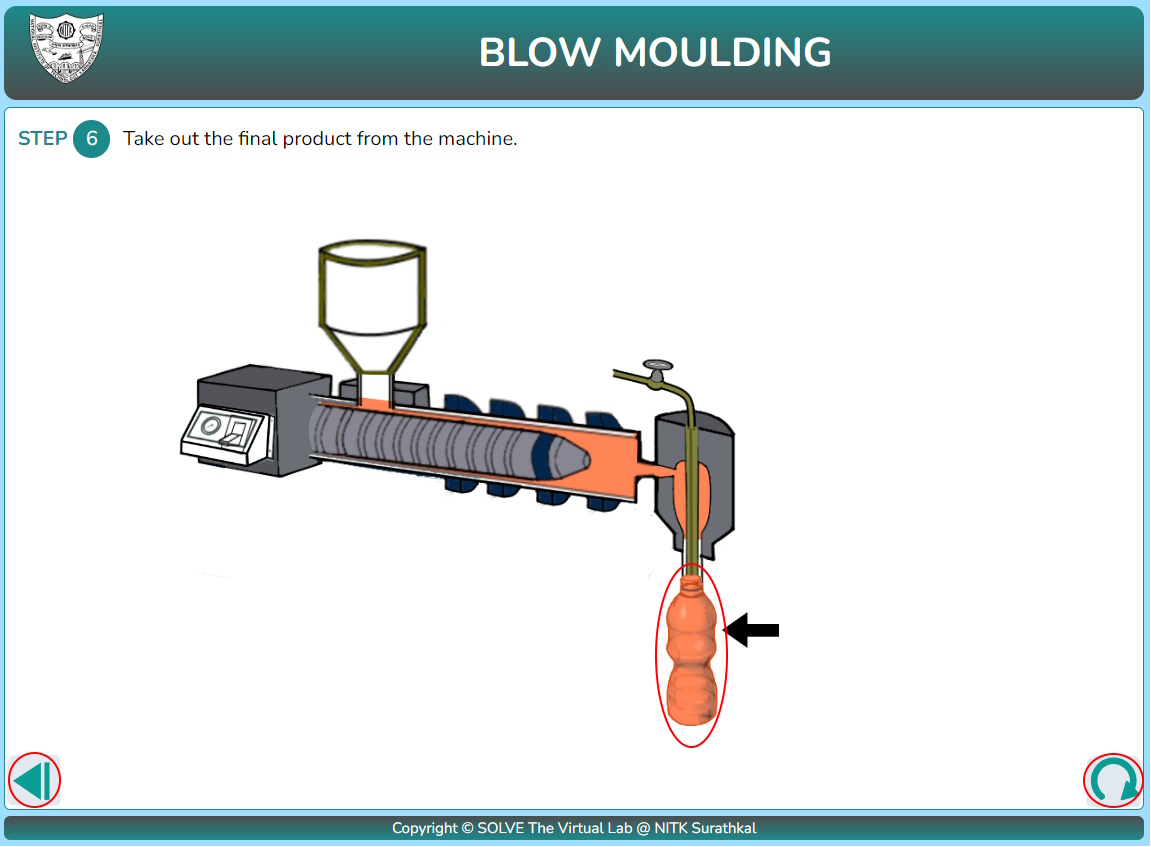 BLOW MOULDING
STEP 6 Take out the final product from the machine.
Copyright © SOLVE The Virtual Lab @ NITK Surathkal